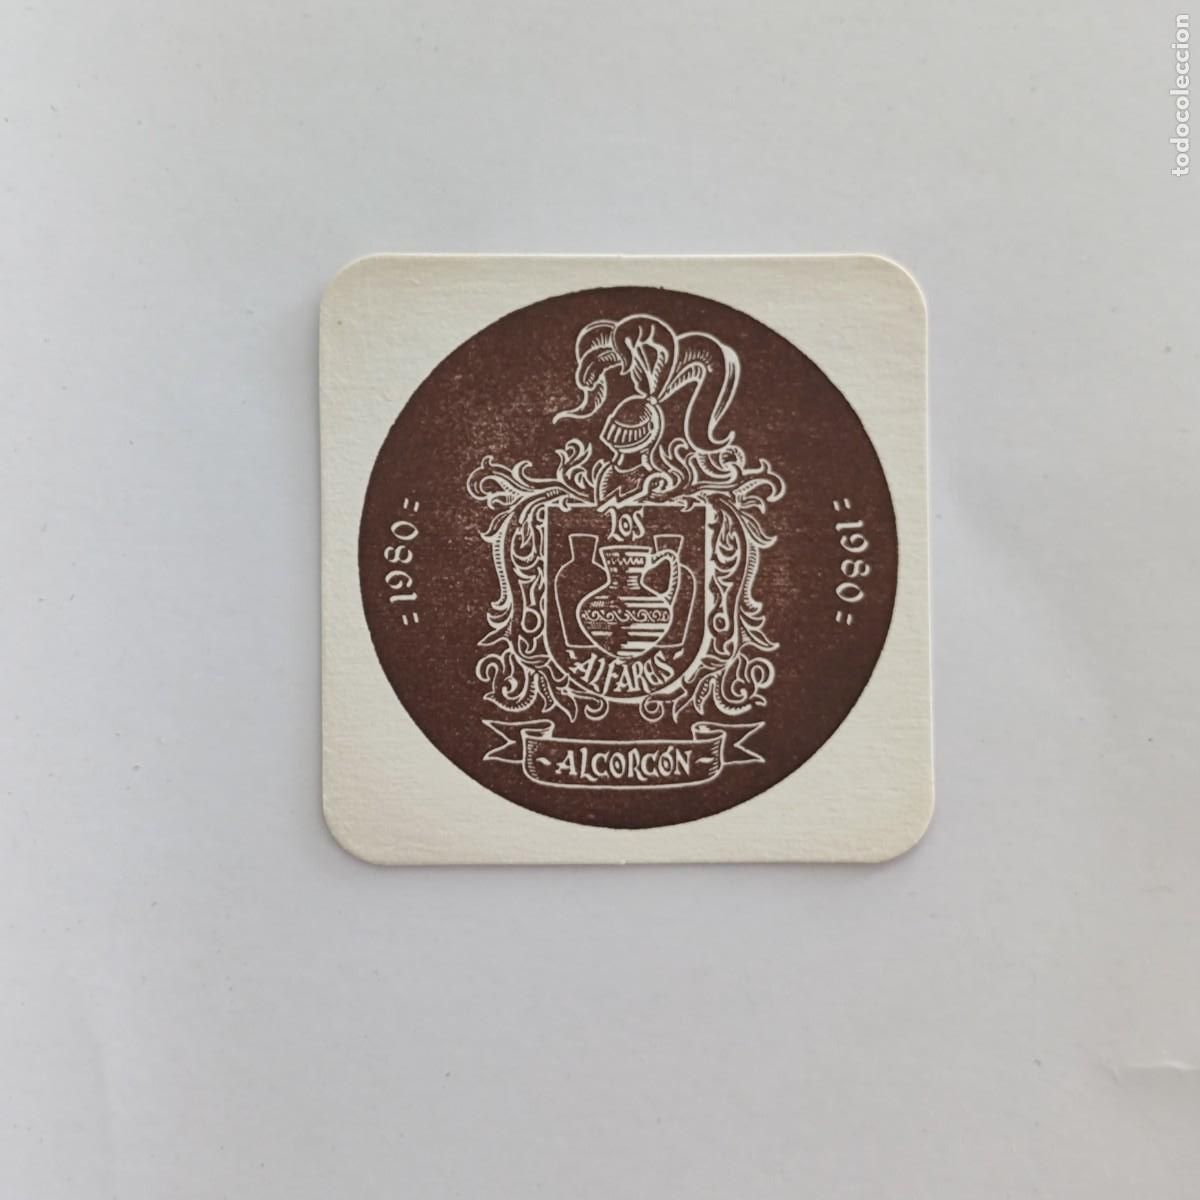 todocoleccion
=1980=
=1980=
LOS
ALFARES
-ALCORCÓN-